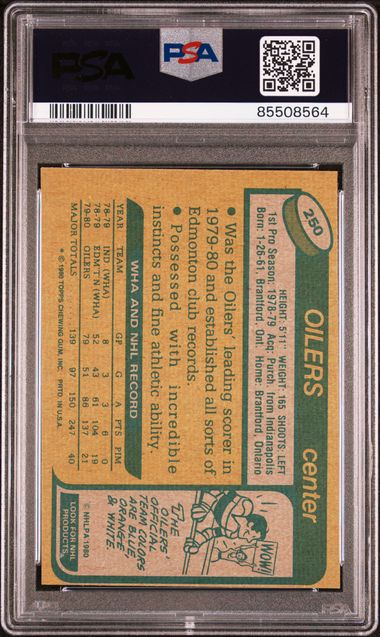 PSA
PSA
85508564
250
OILERS center
HEIGHT: 5'11" WEIGHT: 165 SHOOTS: LEFT
1st Pro Season: 1978-79 Acq: Purch. from Indianapolis
Born: 1-26-61, Brantford, Ont. Home: Brantford, Ontario
• Was the Oilers' leading scorer in
1979-80 and established all sorts of
Edmonton club records.
• Possessed with incredible
instincts and fine athletic ability.
WHA AND NHL RECORD
YEAR TEAM GP G A PTS PIM
78-79 IND (WHA) 8 3 3 6 0
78-79 EDMT'N (WHA) 52 43 61 104 19
79-80 OILERS 79 51 86 137 21
MAJOR TOTALS 139 97 150 247 40
* © 1980 TOPPS CHEWING GUM, INC. PRTD. IN U.S.A.
WOW!
THE
OILERS
OFFICIAL
TEAM COLORS
ARE BLUE,
ORANGE
& WHITE.
© NHLPA 1980
LOOK FOR NHL
PRODUCTS.